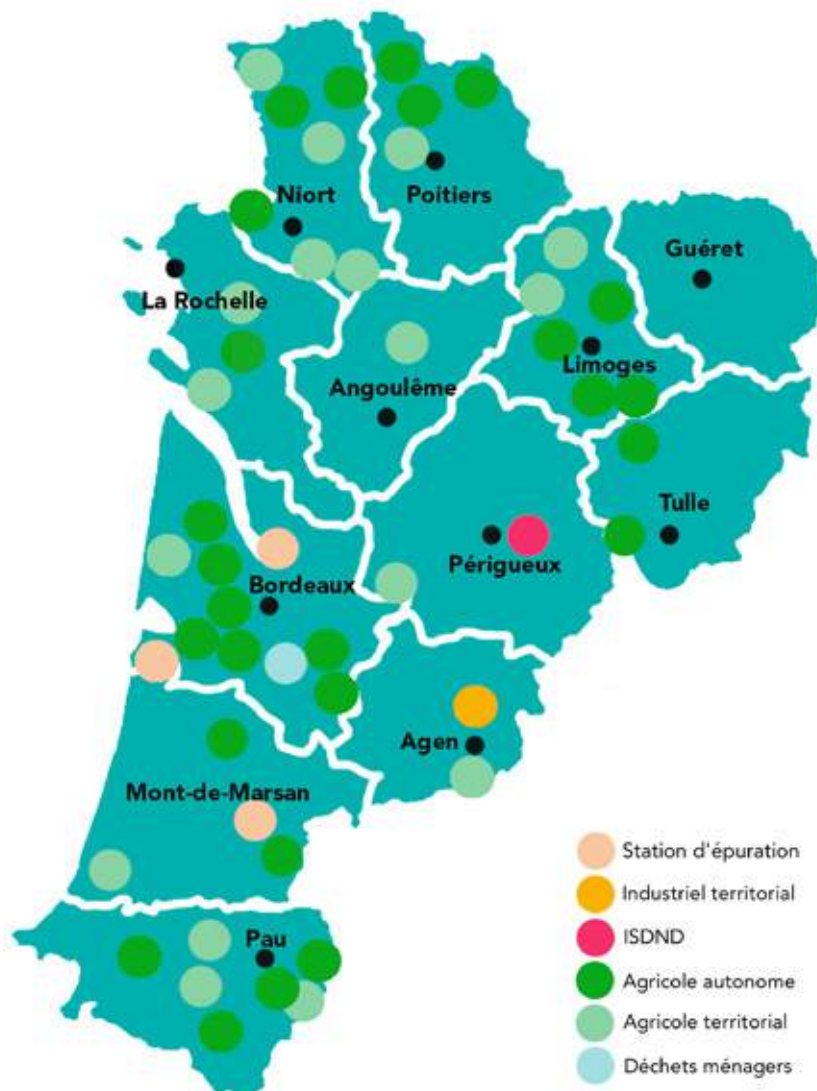 Niort
Poitiers
Guéret
La Rochelle
Limoges
Angoulême
Tulle
Périgueux
Bordeaux
Agen
Mont-de-Marsan
Pau
Station d'épuration
Industriel territorial
ISDND
Agricole autonome
Agricole territorial
Déchets ménagers